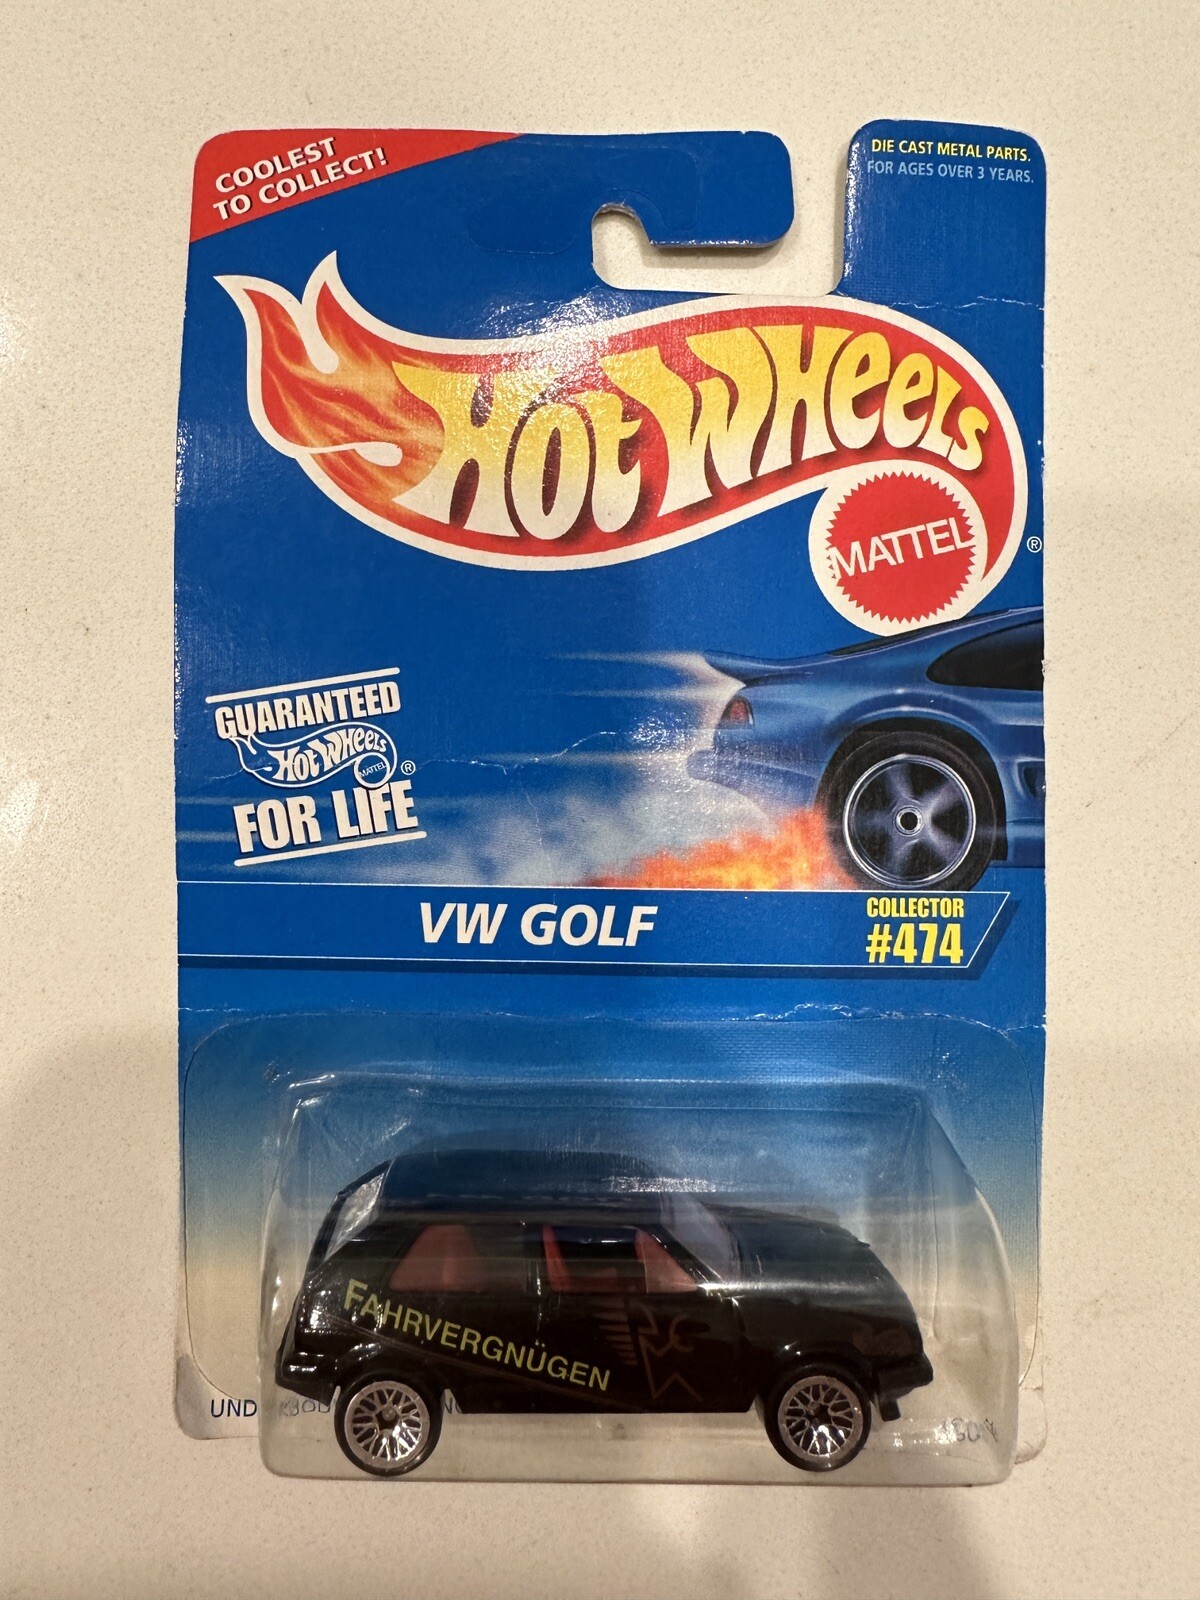 COOLEST
TO COLLECT!
DIE CAST METAL PARTS.
FOR AGES OVER 3 YEARS.
HOT WHEELS
MATTEL
®
GUARANTEED
HOT WHEELS
MATTEL
®
FOR LIFE
VW GOLF
COLLECTOR
#474
FAHRVERGNÜGEN